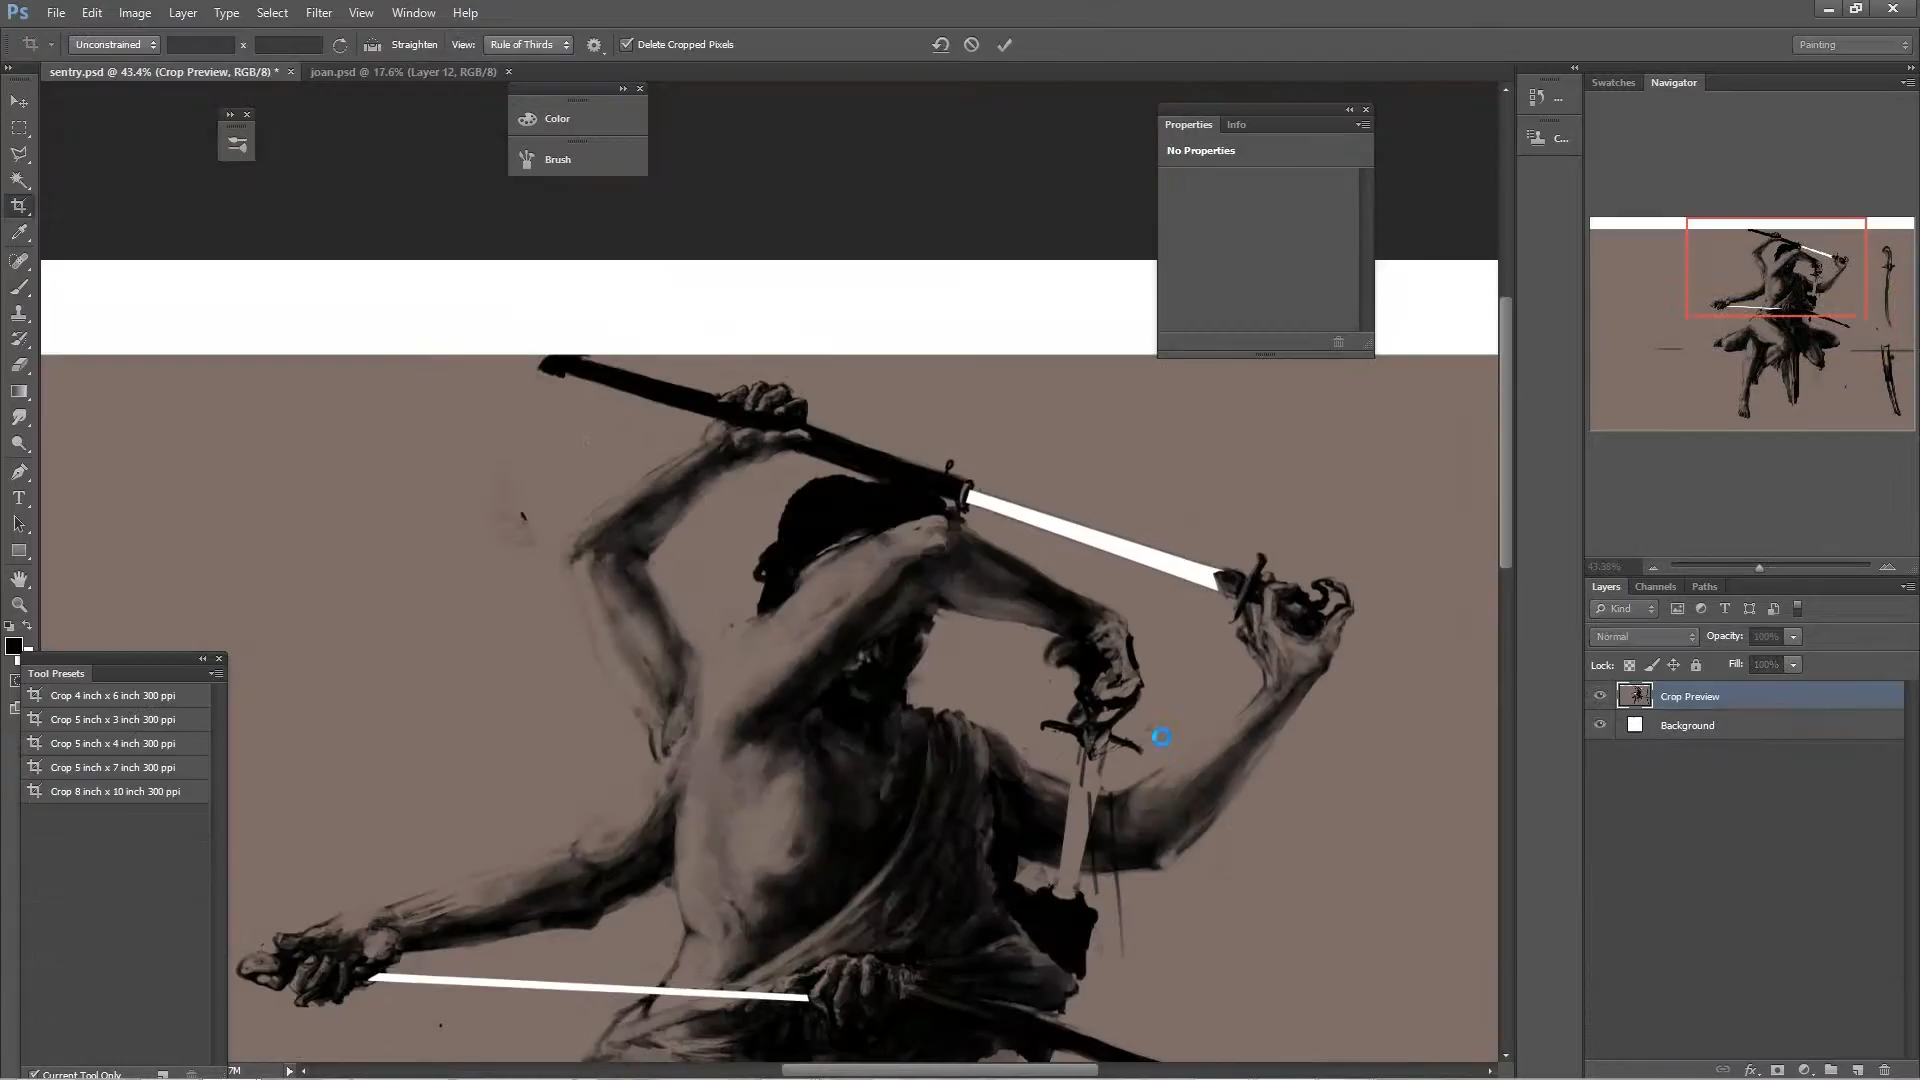 Ps File Edit Image Layer Type Select Filter View Window Help
Unconstrained x Straighten View: Rule of Thirds Delete Cropped Pixels Painting
sentry.psd @ 43.4% (Crop Preview, RGB/8) * × joan.psd @ 17.6% (Layer 12, RGB/8) ×
Color
Brush
Properties Info
No Properties
...
C...
Swatches Navigator
43.38%
Layers Channels Paths
Kind
Normal Opacity: 100%
Lock: Fill: 100%
Crop Preview
Background
Tool Presets
Crop 4 inch x 6 inch 300 ppi
Crop 5 inch x 3 inch 300 ppi
Crop 5 inch x 4 inch 300 ppi
Crop 5 inch x 7 inch 300 ppi
Crop 8 inch x 10 inch 300 ppi
Current Tool Only
7M